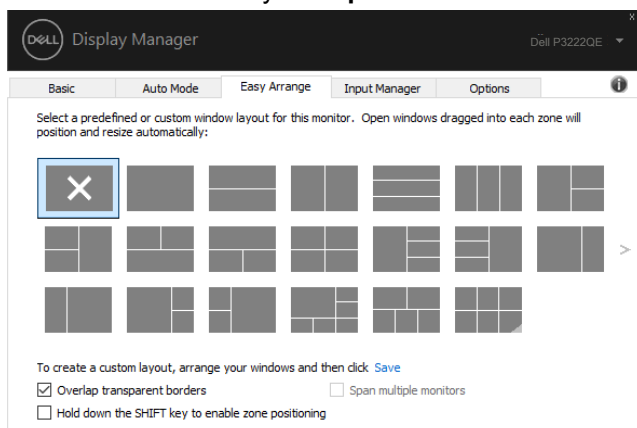 x
DELL Display Manager
Dell P3222QE
Basic Auto Mode Easy Arrange Input Manager Options
Select a predefined or custom window layout for this monitor. Open windows dragged into each zone will
position and resize automatically:
>
To create a custom layout, arrange your windows and then click Save
Overlap transparent borders Span multiple monitors
Hold down the SHIFT key to enable zone positioning